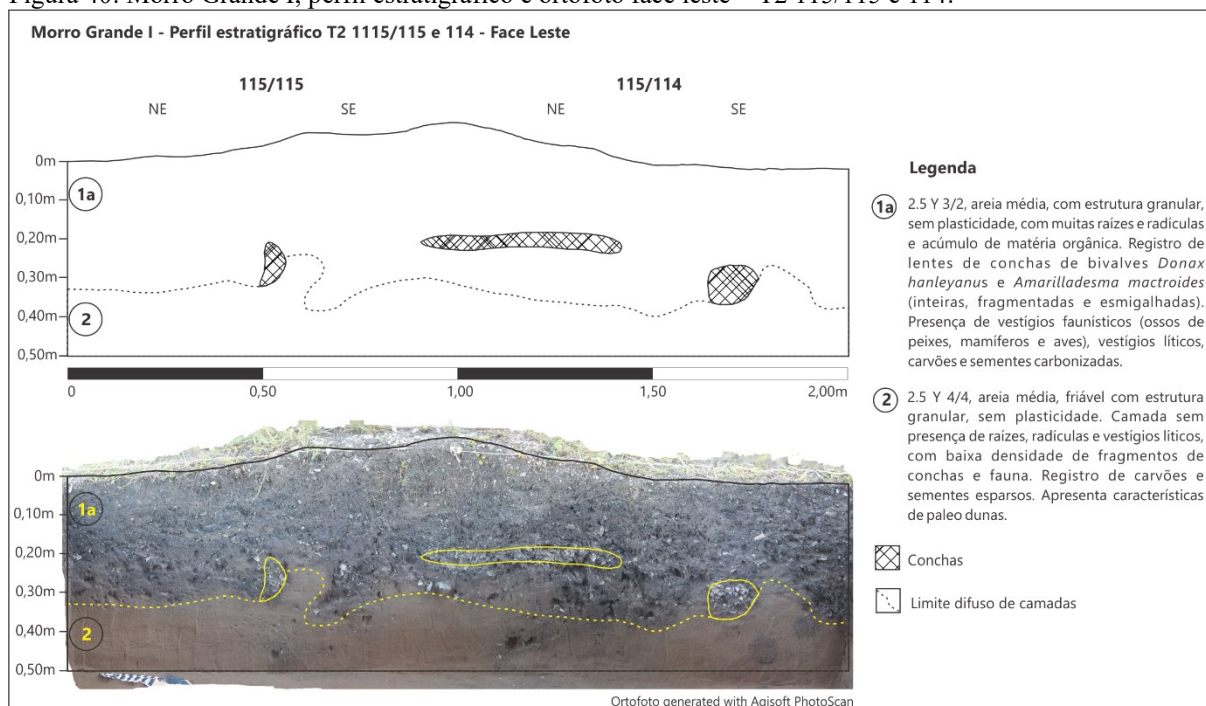 Figura 40: Morro Grande I, perfil estratigráfico e ortofoto face leste – T2 115/115 e 114.
Morro Grande I - Perfil estratigráfico T2 1115/115 e 114 - Face Leste
115/115
115/114
NE
SE
NE
SE
0m
0,10m
0,20m
0,30m
0,40m
0,50m
1a
2
0
0,50
1,00
1,50
2,00m
0m
0,10m
0,20m
0,30m
0,40m
0,50m
1a
2
Ortofoto generated with Agisoft PhotoScan
Legenda
1a
2.5 Y 3/2, areia média, com estrutura granular,
sem plasticidade, com muitas raízes e radículas
e acúmulo de matéria orgânica. Registro de
lentes de conchas de bivalves Donax
hanleyanus e Amarilladesma mactroides
(inteiras, fragmentadas e esmigalhadas).
Presença de vestígios faunísticos (ossos de
peixes, mamíferos e aves), vestígios líticos,
carvões e sementes carbonizadas.
2
2.5 Y 4/4, areia média, friável com estrutura
granular, sem plasticidade. Camada sem
presença de raízes, radículas e vestígios líticos,
com baixa densidade de fragmentos de
conchas e fauna. Registro de carvões e
sementes esparsos. Apresenta características
de paleo dunas.
Conchas
Limite difuso de camadas